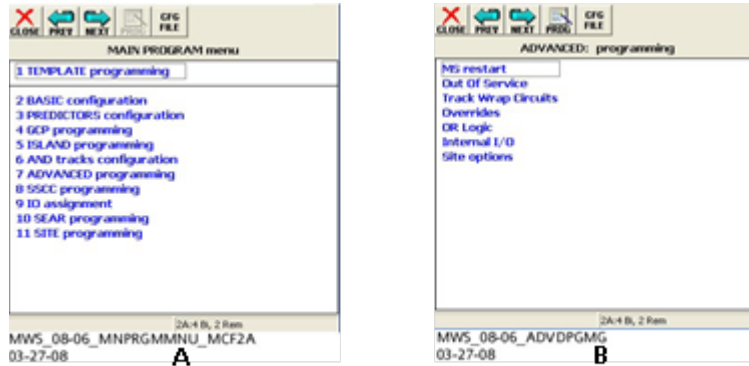 CLOSE PREV NEXT PROG CFG FILE
MAIN PROGRAM menu
1 TEMPLATE programming
2 BASIC configuration
3 PREDICTORS configuration
4 GCP programming
5 ISLAND programming
6 AND tracks configuration
7 ADVANCED programming
8 SSCC programming
9 IO assignment
10 SEAR programming
11 SITE programming
2A:4 Bi, 2 Rem
MWS_08-06_MNPRGMMNU_MCF2A
03-27-08
A
CLOSE PREV NEXT PROG CFG FILE
ADVANCED: programming
MS restart
Out Of Service
Track Wrap Circuits
Overrides
OR Logic
Internal I/O
Site options
2A:4 Bi, 2 Rem
MWS_08-06_ADVDPGMG
03-27-08
B